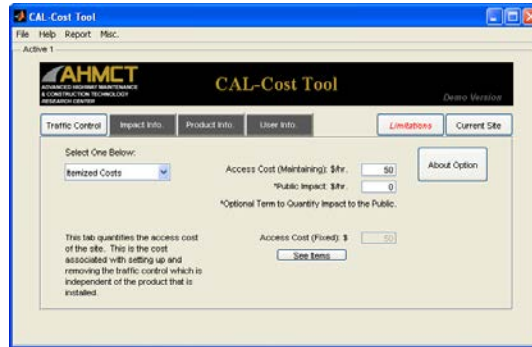 CAL-Cost Tool
File Help Report Misc.
Active 1
AHMCT
ADVANCED HIGHWAY MAINTENANCE
& CONSTRUCTION TECHNOLOGY
RESEARCH CENTER
CAL-Cost Tool
Demo Version
Traffic Control Impact Info. Product Info. User Info. Limitations Current Site
Select One Below:
Itemized Costs
Access Cost (Maintaining): $/hr. 50
*Public Impact: $/hr. 0
*Optional Term to Quantify Impact to the Public.
About Option
This tab quantifies the access cost
of the site. This is the cost
associated with setting up and
removing the traffic control which is
independent of the product that is
installed.
Access Cost (Fixed): $ 50
See Items